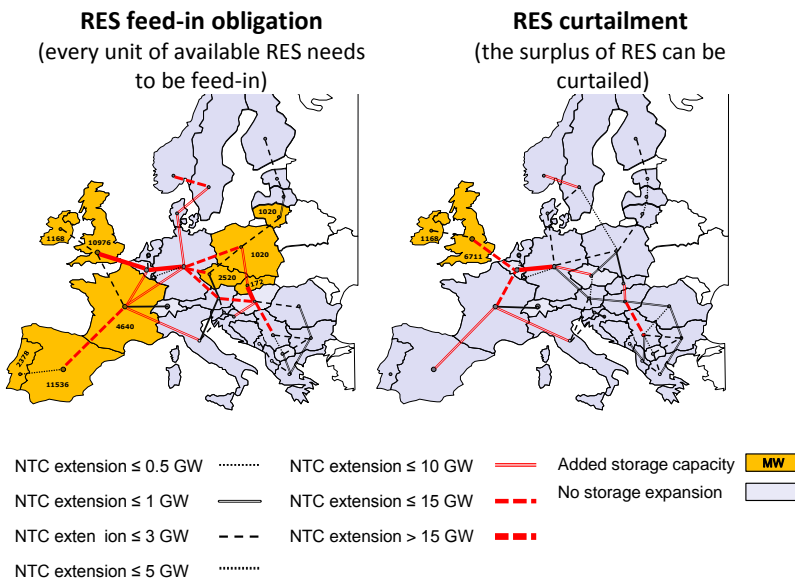 RES feed-in obligation
(every unit of available RES needs
to be feed-in)
RES curtailment
(the surplus of RES can be
curtailed)
1020
1168
10976
1020
2520
172
4640
2378
11536
1168
6711
NTC extension ≤ 0.5 GW
NTC extension ≤ 1 GW
NTC exten ion ≤ 3 GW
NTC extension ≤ 5 GW
NTC extension ≤ 10 GW
NTC extension ≤ 15 GW
NTC extension > 15 GW
Added storage capacity
MW
No storage expansion